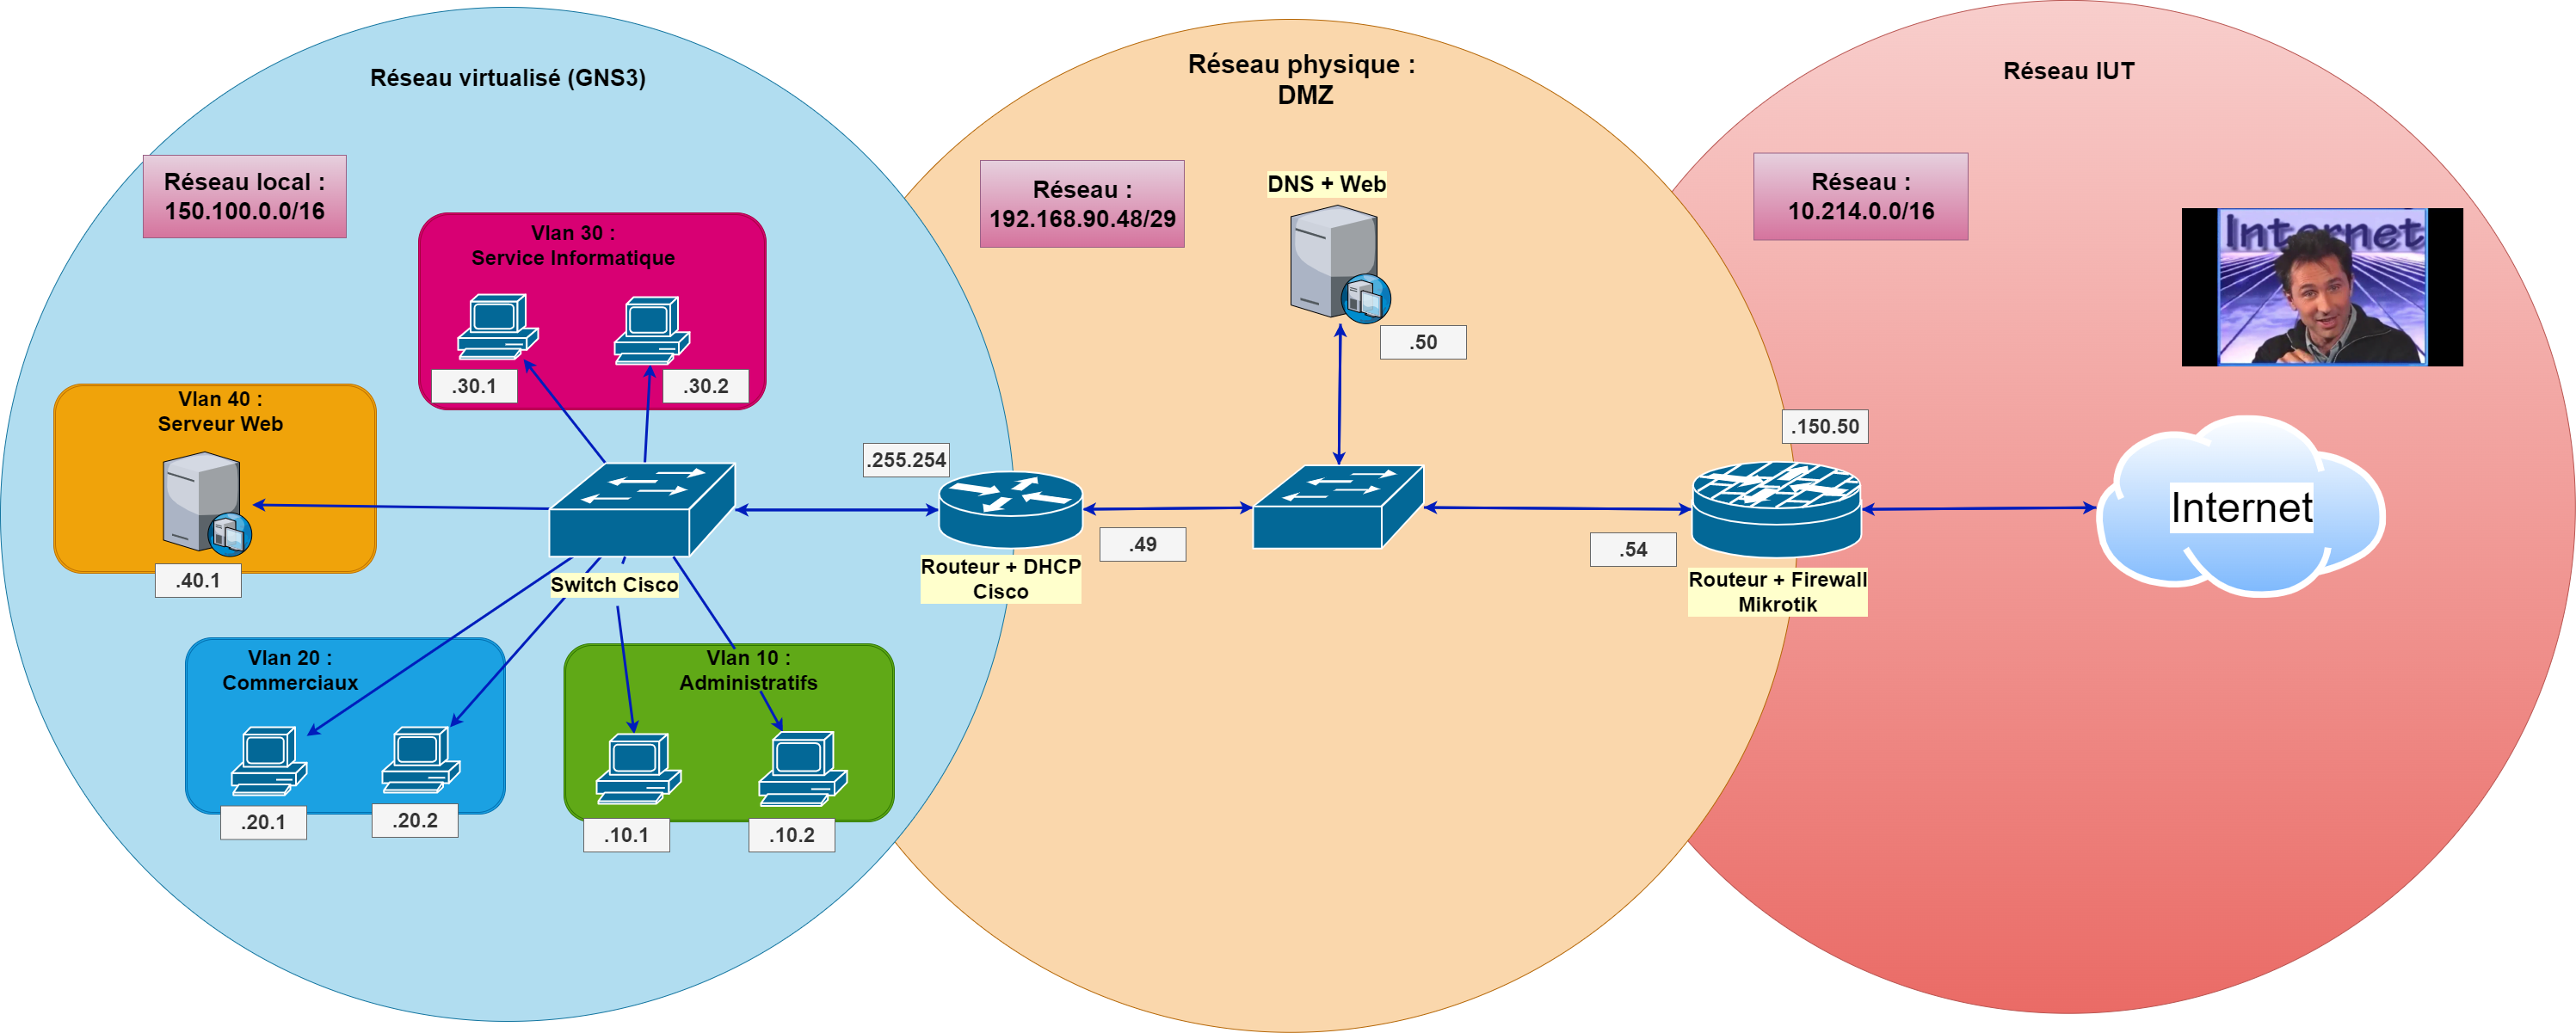 Réseau virtualisé (GNS3)
Réseau local :
150.100.0.0/16
Vlan 30 :
Service Informatique
.30.1
.30.2
Vlan 40 :
Serveur Web
.40.1
Switch Cisco
Vlan 20 :
Commerciaux
.20.1
.20.2
Vlan 10 :
Administratifs
.10.1
.10.2
.255.254
Routeur + DHCP
Cisco
.49
Réseau physique :
DMZ
Réseau :
192.168.90.48/29
DNS + Web
.50
.54
Routeur + Firewall
Mikrotik
.150.50
Réseau IUT
Réseau :
10.214.0.0/16
Internet
Internet